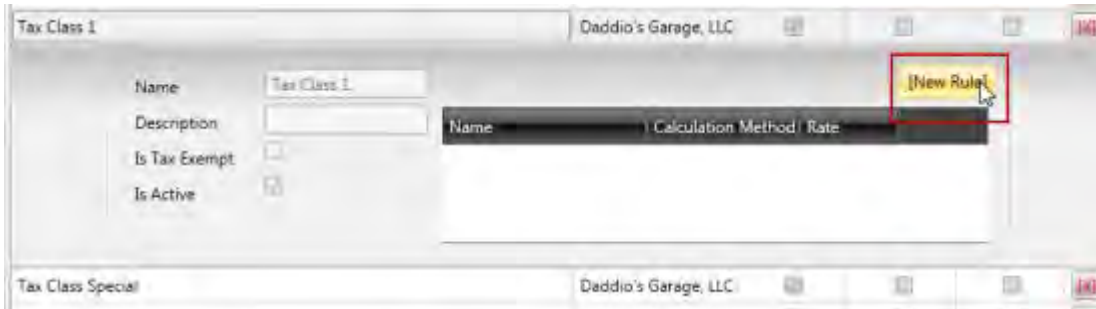 Tax Class 1 Daddio's Garage, LLC [X]
Name Tax Class 1 [New Rule]
Description Name Calculation Method Rate
Is Tax Exempt
Is Active
Tax Class Special Daddio's Garage, LLC [X]